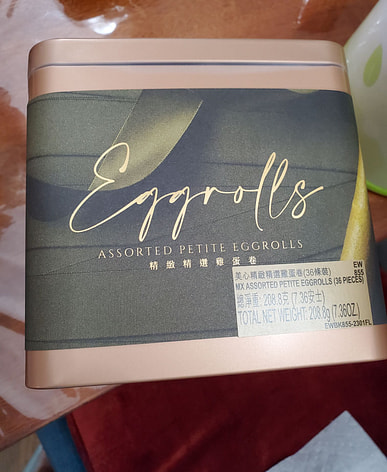 Eggrolls
ASSORTED PETITE EGGROLLS
精緻精選雞蛋卷
美心精緻精選雞蛋卷(36條裝)
EW
855
MX ASSORTED PETITE EGGROLLS (36 PIECES)
總淨重: 208.8克 (7.36安士)
TOTAL NET WEIGHT: 208.8g (7.36OZ.)
EWBK855-2301FL